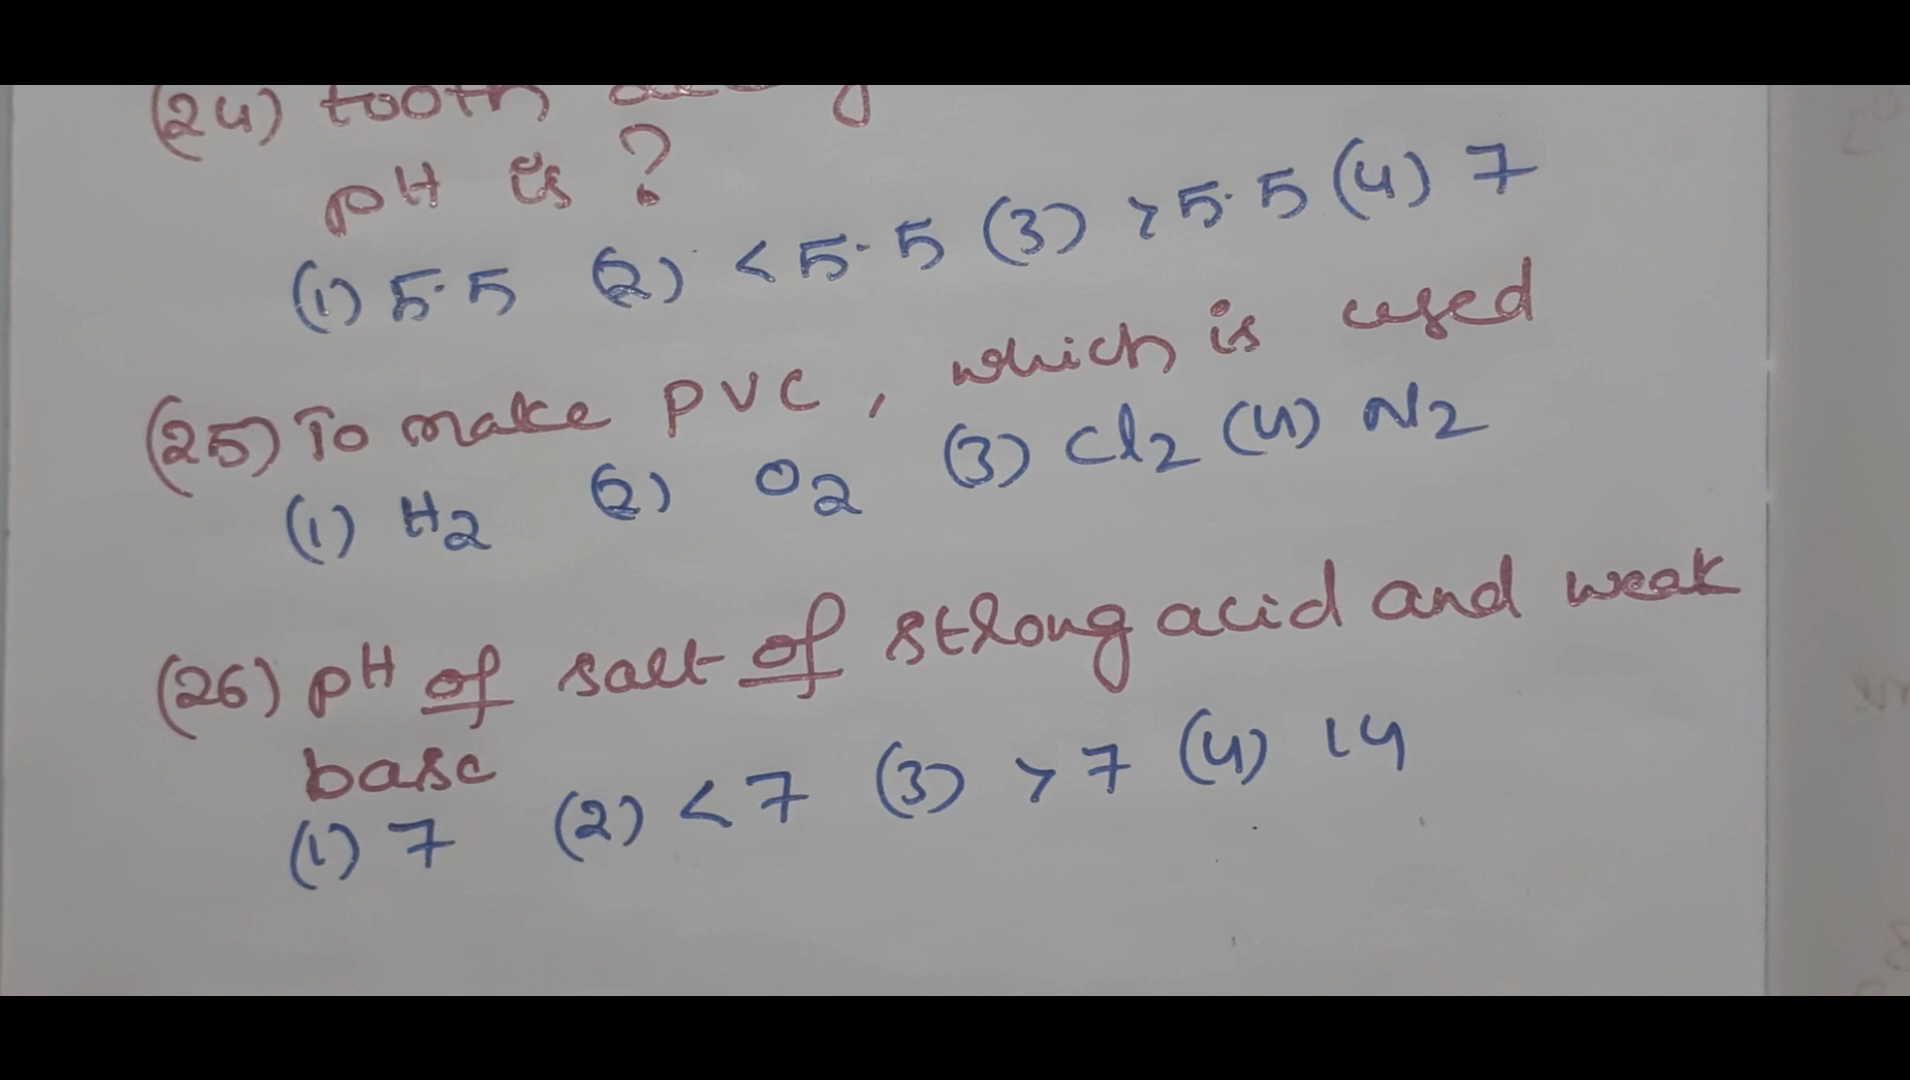 (24) tooth
pH is ?
(1) 5.5 (2) < 5.5 (3) > 5.5 (4) 7
(25) To make PVC, which is used
(1) H2 (2) O2 (3) Cl2 (4) N2
(26) pH of salt of strong acid and weak
base
(1) 7 (2) < 7 (3) > 7 (4) 14